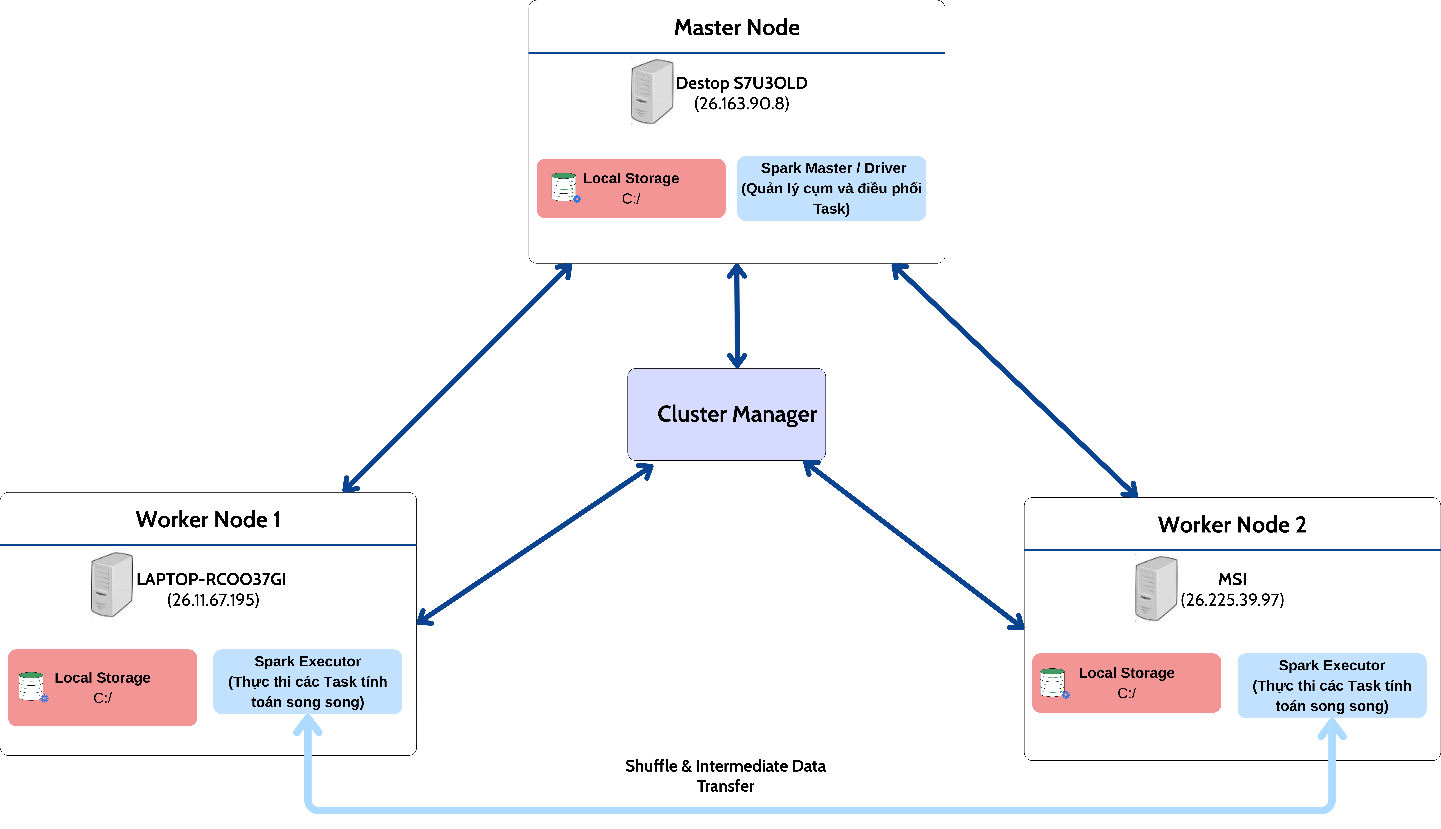 Master Node
Destop S7U3OLD
(26.163.90.8)
Local Storage
C:/
Spark Master / Driver
(Quản lý cụm và điều phối
Task)
Cluster Manager
Worker Node 1
LAPTOP-RCOO37GI
(26.11.67.195)
Local Storage
C:/
Spark Executor
(Thực thi các Task tính
toán song song)
Worker Node 2
MSI
(26.225.39.97)
Local Storage
C:/
Spark Executor
(Thực thi các Task tính
toán song song)
Shuffle & Intermediate Data
Transfer